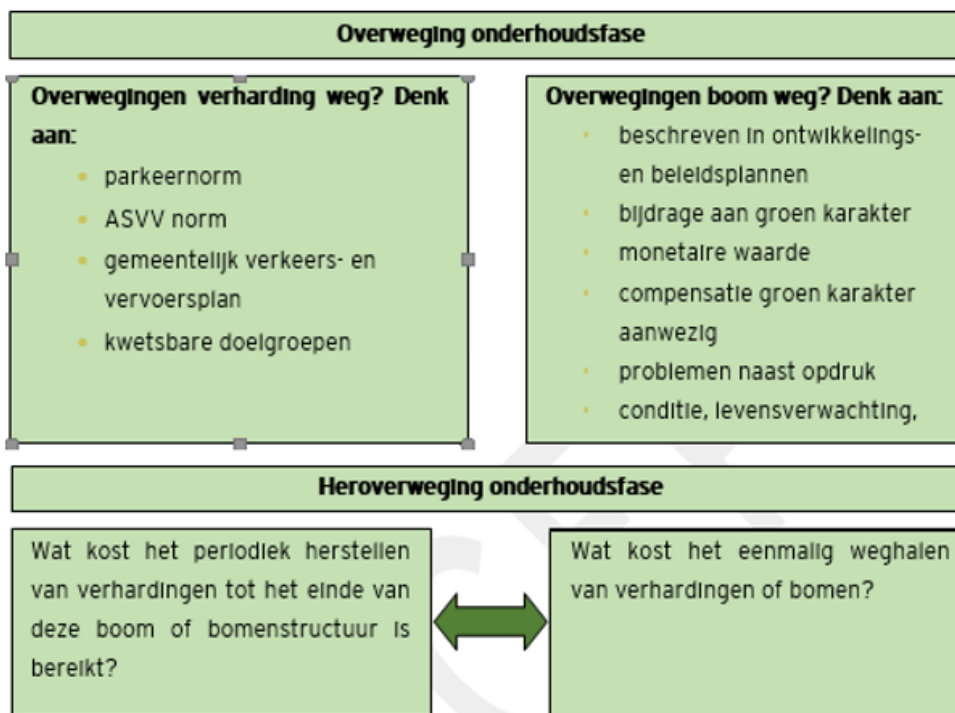 Overweging onderhoudsfase
Overwegingen verharding weg? Denk
aan:
• parkeernorm
• ASVV norm
• gemeentelijk verkeers- en
vervoersplan
• kwetsbare doelgroepen
Overwegingen boom weg? Denk aan:
• beschreven in ontwikkelings-
en beleidsplannen
• bijdrage aan groen karakter
• monetaire waarde
• compensatie groen karakter
aanwezig
• problemen naast opdruk
• conditie, levensverwachting,
Heroverweging onderhoudsfase
Wat kost het periodiek herstellen
van verhardingen tot het einde van
deze boom of bomenstructuur is
bereikt?
Wat kost het eenmalig weghalen
van verhardingen of bomen?